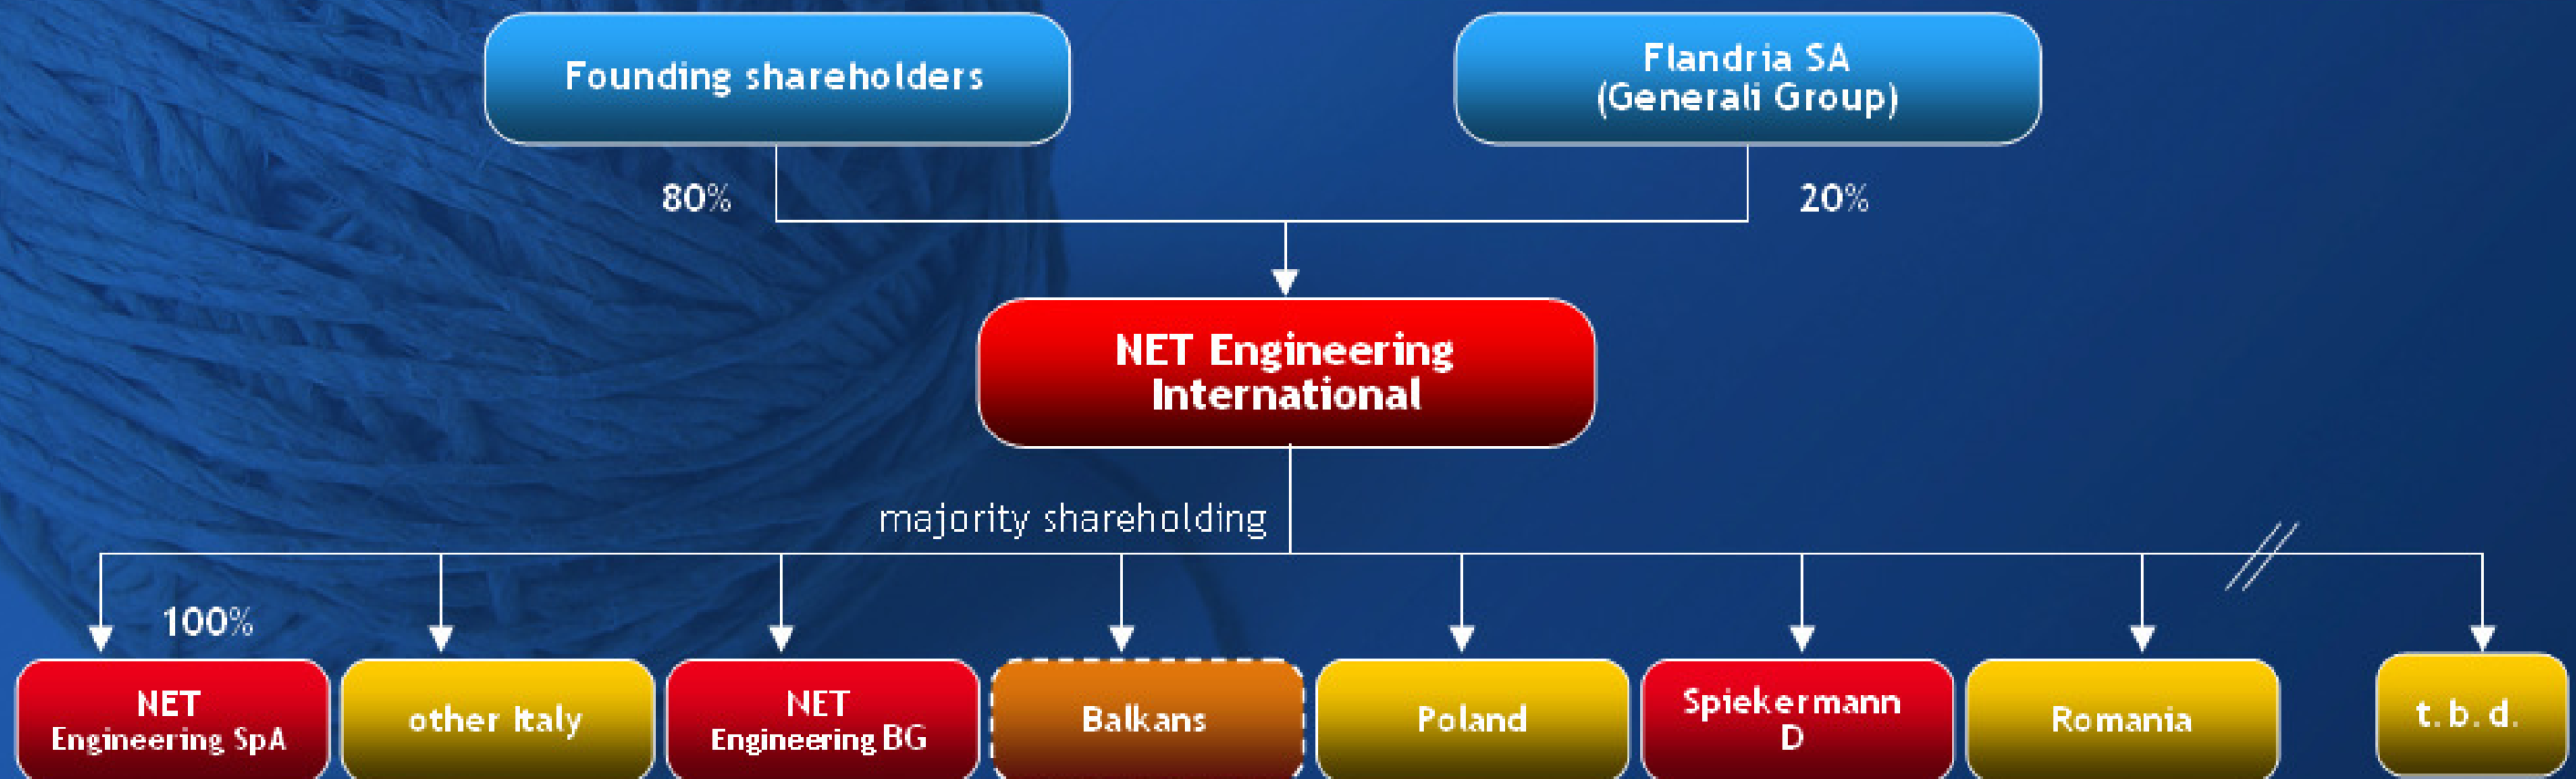 Founding shareholders
Flandria SA
(Generali Group)
80%
20%
NET Engineering
International
majority shareholding
100%
NET
Engineering SpA
other Italy
NET
Engineering BG
Balkans
Poland
Spiekermann
D
Romania
t.b.d.